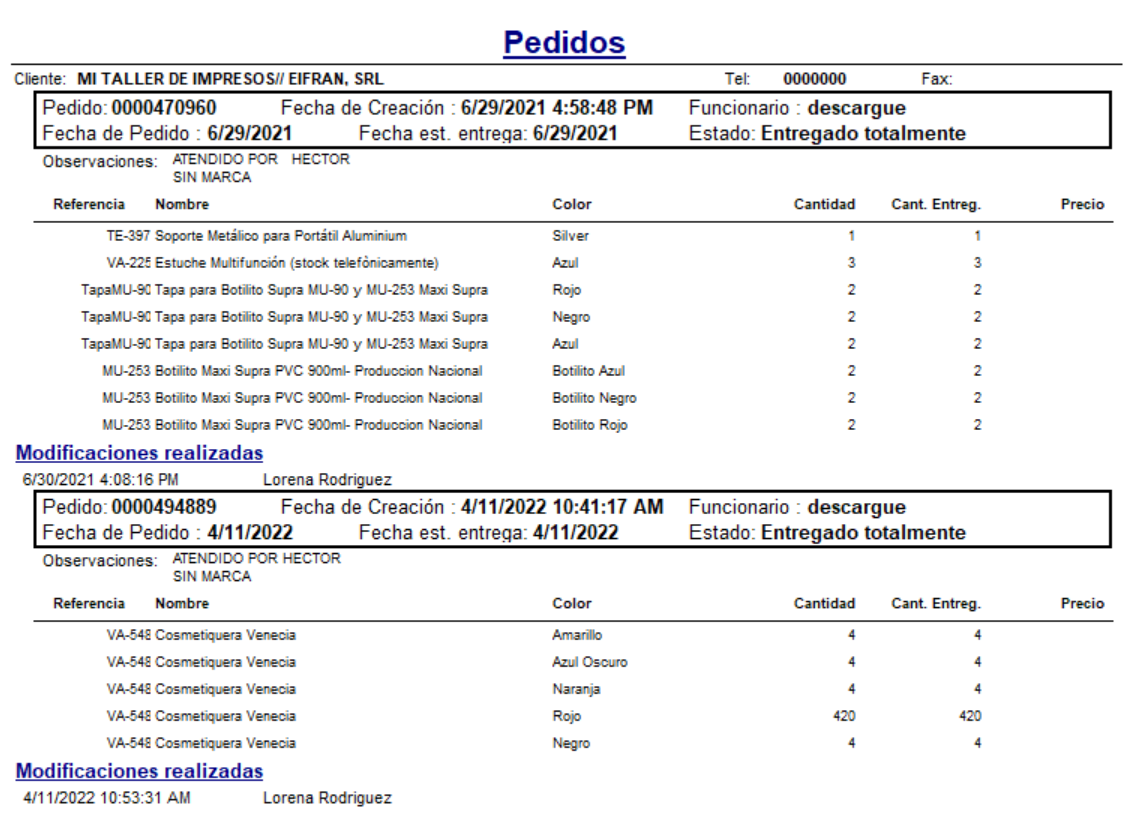 Pedidos
Cliente: MI TALLER DE IMPRESOS// EIFRAN, SRL Tel: 0000000 Fax:
Pedido: 0000470960 Fecha de Creación : 6/29/2021 4:58:48 PM Funcionario : descargue
Fecha de Pedido : 6/29/2021 Fecha est. entrega: 6/29/2021 Estado: Entregado totalmente
Observaciones: ATENDIDO POR HECTOR
SIN MARCA
Referencia Nombre Color Cantidad Cant. Entreg. Precio
TE-397 Soporte Metálico para Portátil Aluminium Silver 1 1
VA-225 Estuche Multifunción (stock telefònicamente) Azul 3 3
TapaMU-90 Tapa para Botilito Supra MU-90 y MU-253 Maxi Supra Rojo 2 2
TapaMU-90 Tapa para Botilito Supra MU-90 y MU-253 Maxi Supra Negro 2 2
TapaMU-90 Tapa para Botilito Supra MU-90 y MU-253 Maxi Supra Azul 2 2
MU-253 Botilito Maxi Supra PVC 900ml- Produccion Nacional Botilito Azul 2 2
MU-253 Botilito Maxi Supra PVC 900ml- Produccion Nacional Botilito Negro 2 2
MU-253 Botilito Maxi Supra PVC 900ml- Produccion Nacional Botilito Rojo 2 2
Modificaciones realizadas
6/30/2021 4:08:16 PM Lorena Rodriguez
Pedido: 0000494889 Fecha de Creación : 4/11/2022 10:41:17 AM Funcionario : descargue
Fecha de Pedido : 4/11/2022 Fecha est. entrega: 4/11/2022 Estado: Entregado totalmente
Observaciones: ATENDIDO POR HECTOR
SIN MARCA
Referencia Nombre Color Cantidad Cant. Entreg. Precio
VA-548 Cosmetiquera Venecia Amarillo 4 4
VA-548 Cosmetiquera Venecia Azul Oscuro 4 4
VA-548 Cosmetiquera Venecia Naranja 4 4
VA-548 Cosmetiquera Venecia Rojo 420 420
VA-548 Cosmetiquera Venecia Negro 4 4
Modificaciones realizadas
4/11/2022 10:53:31 AM Lorena Rodriguez